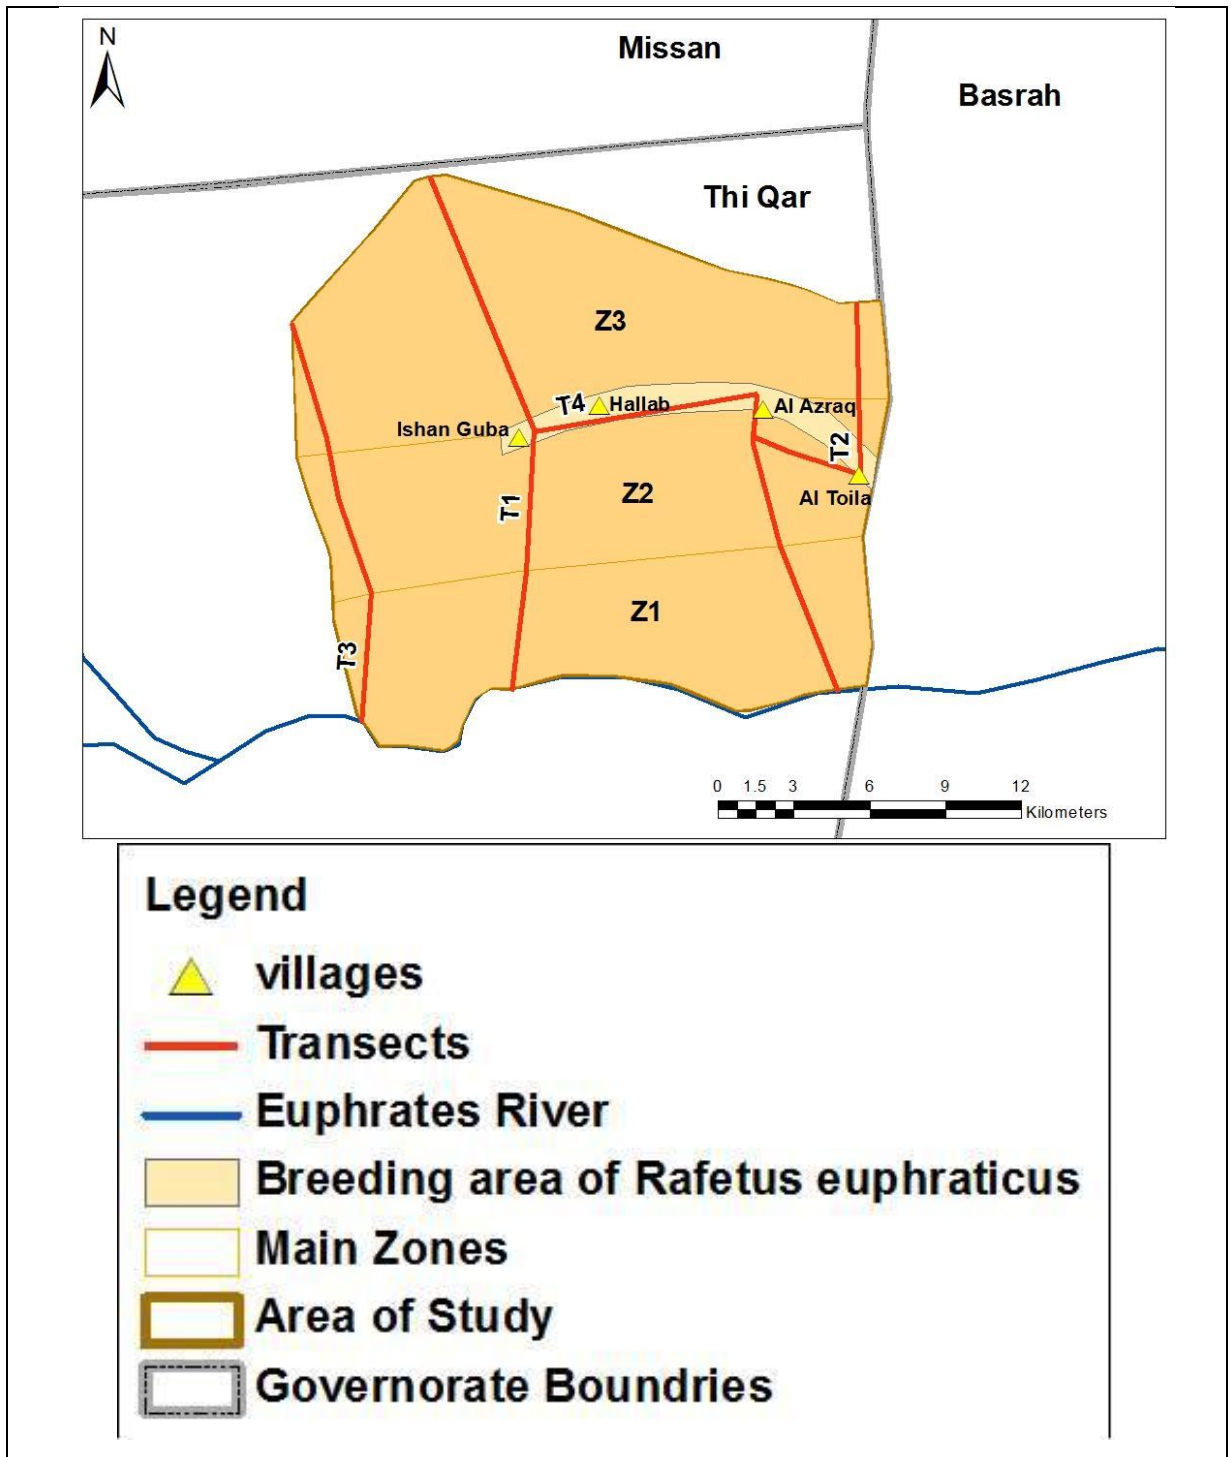 N
Missan
Basrah
Thi Qar
Z3
T4
Hallab
Al Azraq
Ishan Guba
T2
Z2
Al Toila
T1
Z1
T3
0 1.5 3 6 9 12
Kilometers
Legend
villages
Transects
Euphrates River
Breeding area of Rafetus euphraticus
Main Zones
Area of Study
Governorate Boundries